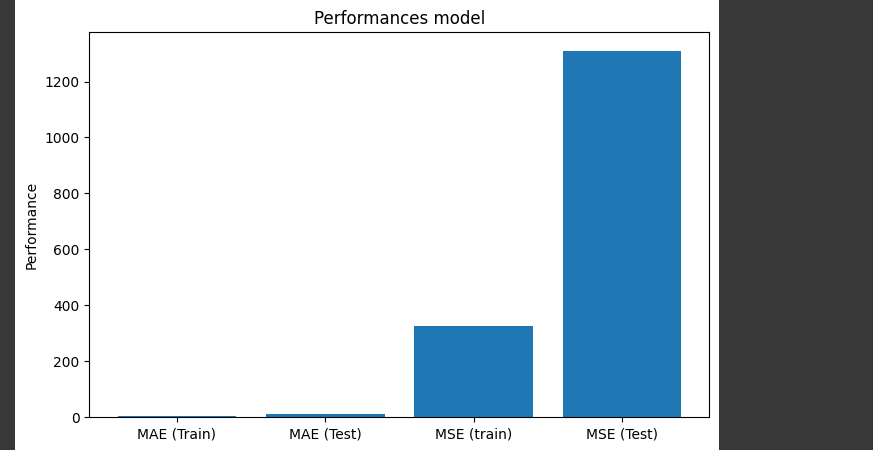 Performances model
Performance
1200
1000
800
600
400
200
0
MAE (Train) MAE (Test) MSE (train) MSE (Test)